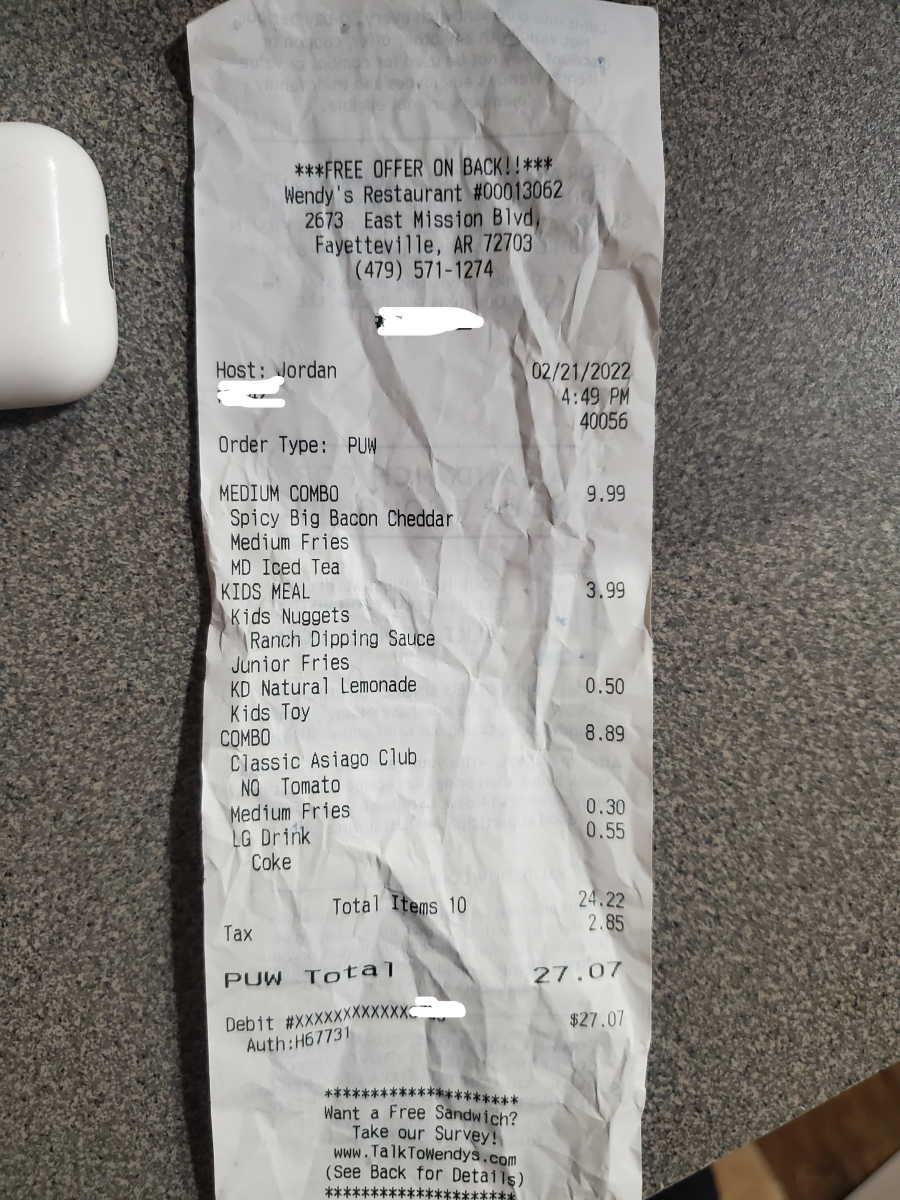 ***FREE OFFER ON BACK!!***
Wendy's Restaurant #00013062
2673 East Mission Blvd,
Fayetteville, AR 72703
(479) 571-1274
Host: Jordan 02/21/2022
4:49 PM
40056
Order Type: PUW
MEDIUM COMBO 9.99
Spicy Big Bacon Cheddar
Medium Fries
MD Iced Tea
KIDS MEAL 3.99
Kids Nuggets
Ranch Dipping Sauce
Junior Fries
KD Natural Lemonade 0.50
Kids Toy
COMBO 8.89
Classic Asiago Club
NO Tomato
Medium Fries 0.30
LG Drink 0.55
Coke
Total Items 10 24.22
Tax 2.85
PUW Total 27.07
Debit #XXXXXXXXXXXX $27.07
Auth:H67731
*********************
Want a Free Sandwich?
Take our Survey!
www.TalkToWendys.com
(See Back for Details)
*********************